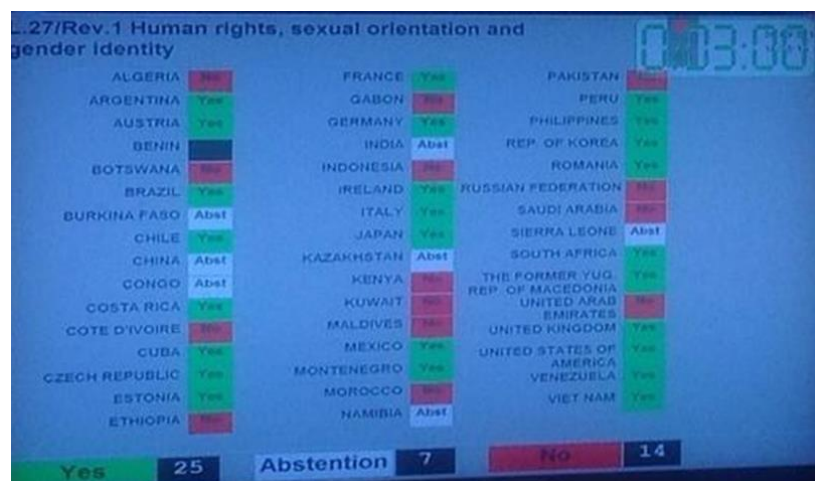 L.27/Rev.1 Human rights, sexual orientation and
gender identity
0:03:00
ALGERIA No
ARGENTINA Yes
AUSTRIA Yes
BENIN
BOTSWANA No
BRAZIL Yes
BURKINA FASO Abst
CHILE Yes
CHINA Abst
CONGO Abst
COSTA RICA Yes
COTE D'IVOIRE No
CUBA Yes
CZECH REPUBLIC Yes
ESTONIA Yes
ETHIOPIA No
FRANCE Yes
GABON No
GERMANY Yes
INDIA Abst
INDONESIA No
IRELAND Yes
ITALY Yes
JAPAN Yes
KAZAKHSTAN Abst
KENYA No
KUWAIT No
MALDIVES No
MEXICO Yes
MONTENEGRO Yes
MOROCCO No
NAMIBIA Abst
PAKISTAN
PERU Yes
PHILIPPINES Yes
REP. OF KOREA Yes
ROMANIA Yes
RUSSIAN FEDERATION No
SAUDI ARABIA No
SIERRA LEONE Abst
SOUTH AFRICA Yes
THE FORMER YUG. Yes
REP. OF MACEDONIA
UNITED ARAB No
EMIRATES
UNITED KINGDOM Yes
UNITED STATES OF Yes
AMERICA
VENEZUELA Yes
VIET NAM Yes
Yes 25 Abstention 7 No 14